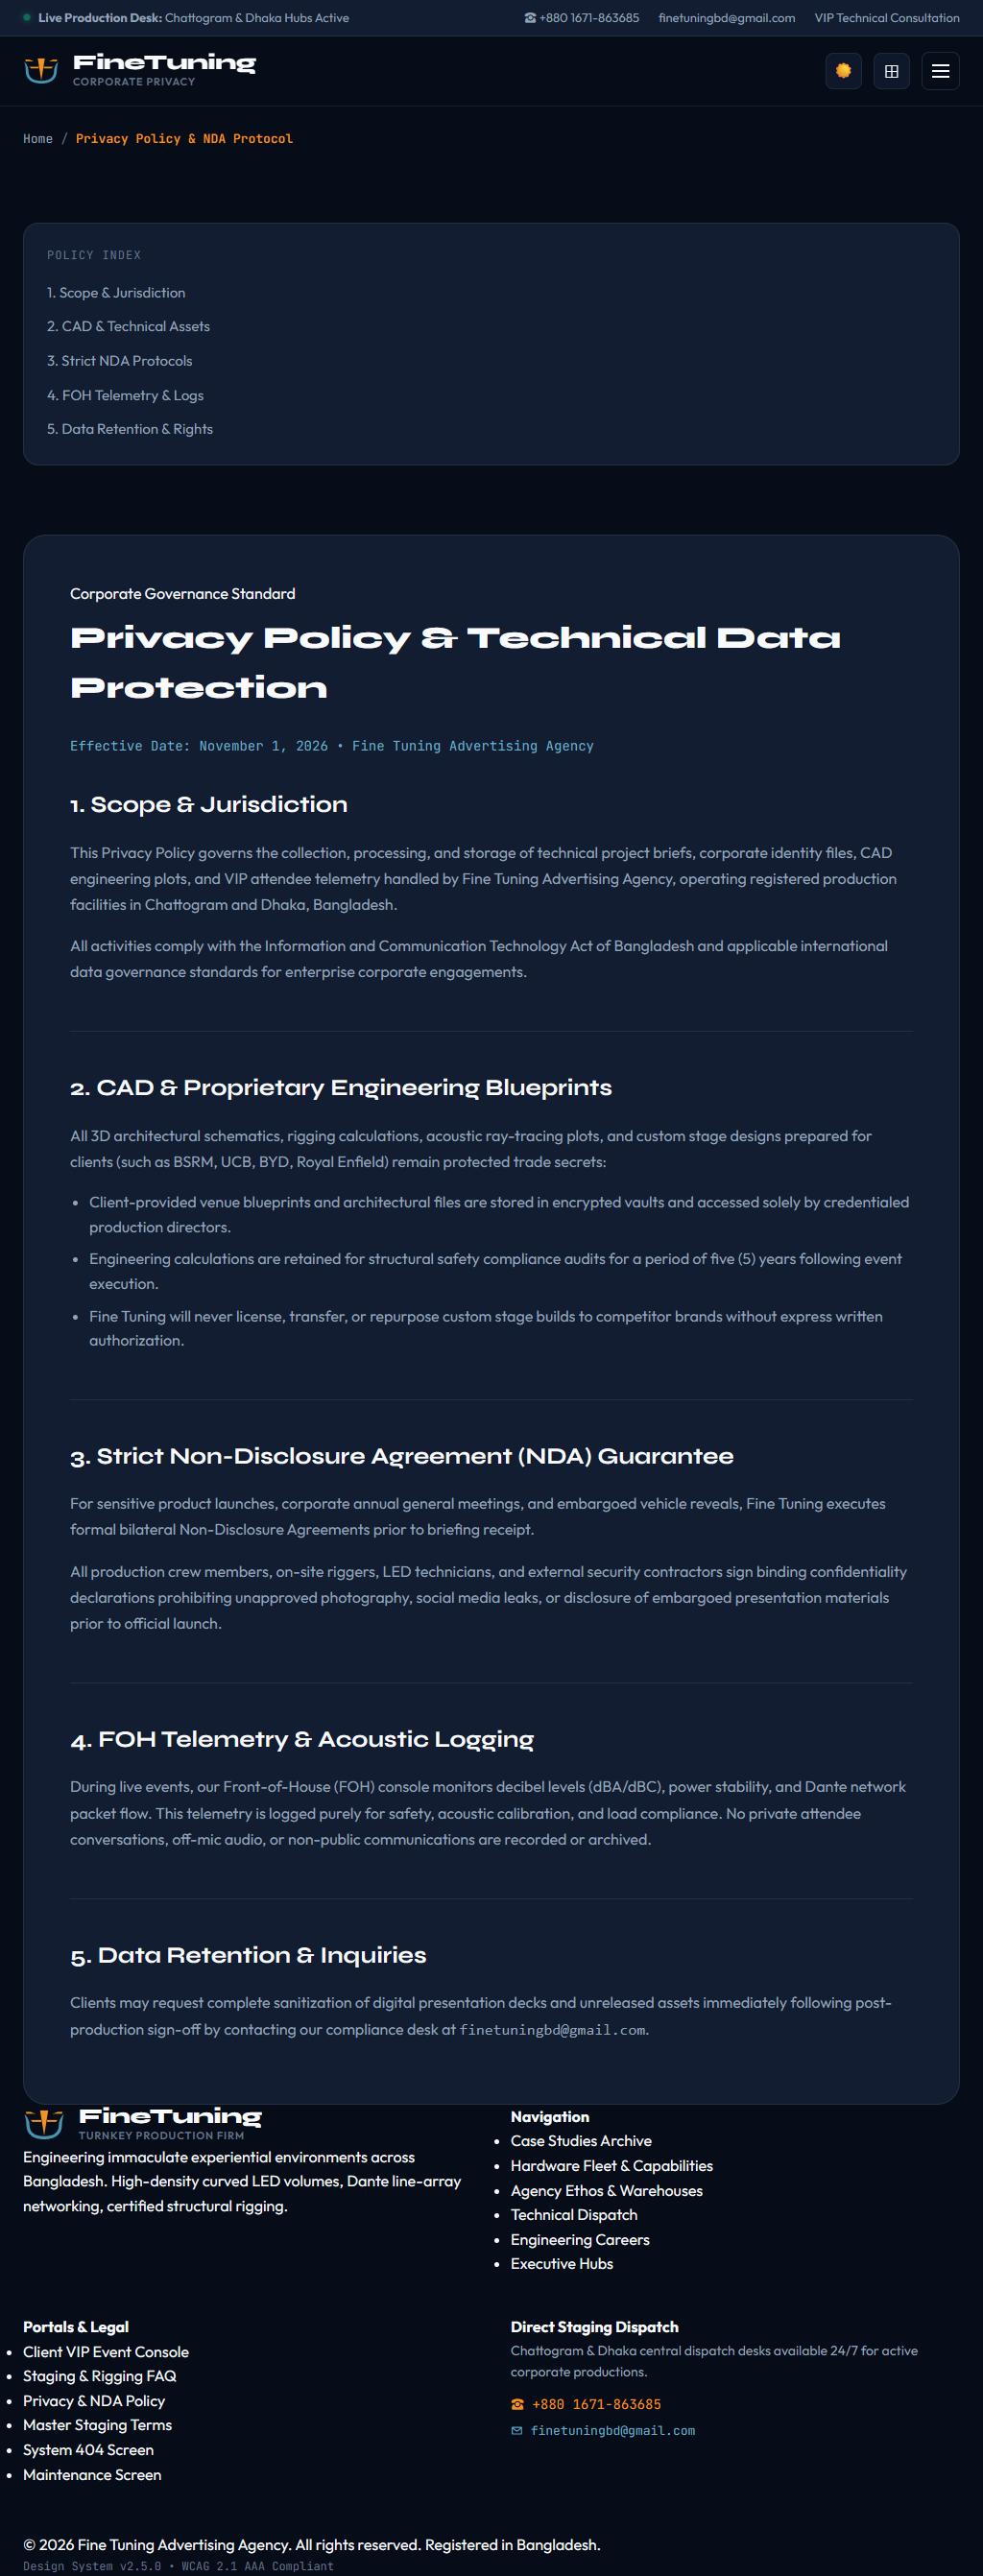 Live Production Desk: Chattogram & Dhaka Hubs Active
☎ +880 1671-863685
finetuningbd@gmail.com
VIP Technical Consultation
FineTuning
CORPORATE PRIVACY
Home / Privacy Policy & NDA Protocol
POLICY INDEX
1. Scope & Jurisdiction
2. CAD & Technical Assets
3. Strict NDA Protocols
4. FOH Telemetry & Logs
5. Data Retention & Rights
Corporate Governance Standard
Privacy Policy & Technical Data
Protection
Effective Date: November 1, 2026 • Fine Tuning Advertising Agency
1. Scope & Jurisdiction
This Privacy Policy governs the collection, processing, and storage of technical project briefs, corporate identity files, CAD
engineering plots, and VIP attendee telemetry handled by Fine Tuning Advertising Agency, operating registered production
facilities in Chattogram and Dhaka, Bangladesh.
All activities comply with the Information and Communication Technology Act of Bangladesh and applicable international
data governance standards for enterprise corporate engagements.
2. CAD & Proprietary Engineering Blueprints
All 3D architectural schematics, rigging calculations, acoustic ray-tracing plots, and custom stage designs prepared for
clients (such as BSRM, UCB, BYD, Royal Enfield) remain protected trade secrets:
• Client-provided venue blueprints and architectural files are stored in encrypted vaults and accessed solely by credentialed
production directors.
• Engineering calculations are retained for structural safety compliance audits for a period of five (5) years following event
execution.
• Fine Tuning will never license, transfer, or repurpose custom stage builds to competitor brands without express written
authorization.
3. Strict Non-Disclosure Agreement (NDA) Guarantee
For sensitive product launches, corporate annual general meetings, and embargoed vehicle reveals, Fine Tuning executes
formal bilateral Non-Disclosure Agreements prior to briefing receipt.
All production crew members, on-site riggers, LED technicians, and external security contractors sign binding confidentiality
declarations prohibiting unapproved photography, social media leaks, or disclosure of embargoed presentation materials
prior to official launch.
4. FOH Telemetry & Acoustic Logging
During live events, our Front-of-House (FOH) console monitors decibel levels (dBA/dBC), power stability, and Dante network
packet flow. This telemetry is logged purely for safety, acoustic calibration, and load compliance. No private attendee
conversations, off-mic audio, or non-public communications are recorded or archived.
5. Data Retention & Inquiries
Clients may request complete sanitization of digital presentation decks and unreleased assets immediately following post-
production sign-off by contacting our compliance desk at finetuningbd@gmail.com.
FineTuning
TURNKEY PRODUCTION FIRM
Engineering immaculate experiential environments across
Bangladesh. High-density curved LED volumes, Dante line-array
networking, certified structural rigging.
Navigation
• Case Studies Archive
• Hardware Fleet & Capabilities
• Agency Ethos & Warehouses
• Technical Dispatch
• Engineering Careers
• Executive Hubs
Portals & Legal
• Client VIP Event Console
• Staging & Rigging FAQ
• Privacy & NDA Policy
• Master Staging Terms
• System 404 Screen
• Maintenance Screen
Direct Staging Dispatch
Chattogram & Dhaka central dispatch desks available 24/7 for active
corporate productions.
☎ +880 1671-863685
✉ finetuningbd@gmail.com
© 2026 Fine Tuning Advertising Agency. All rights reserved. Registered in Bangladesh.
Design System v2.5.0 • WCAG 2.1 AAA Compliant